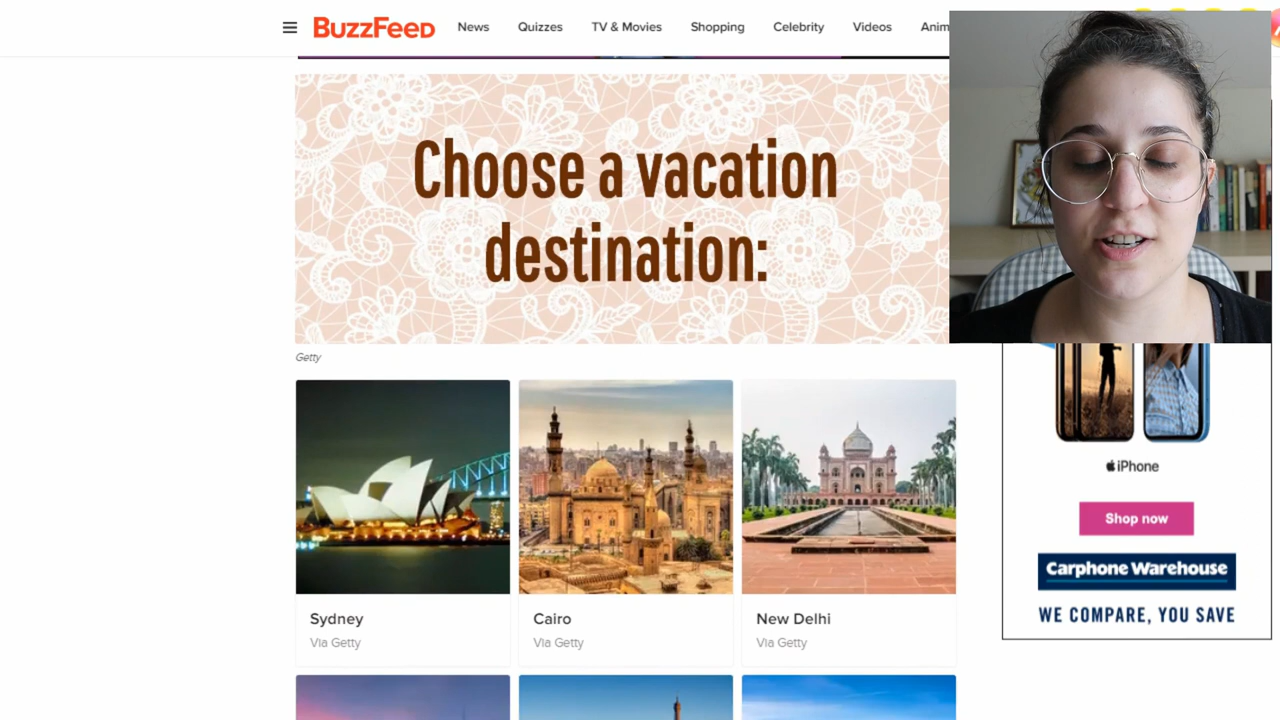 BuzzFeed News Quizzes TV & Movies Shopping Celebrity Videos Anim
Choose a vacation
destination:
Getty
iPhone
Shop now
Carphone Warehouse
WE COMPARE, YOU SAVE
Sydney Cairo New Delhi
Via Getty Via Getty Via Getty